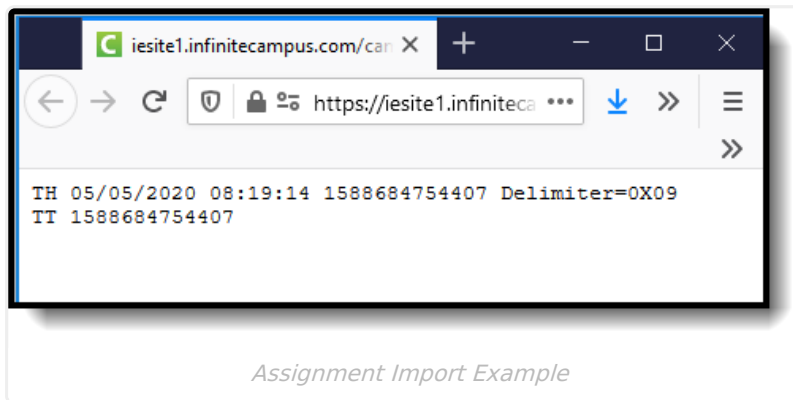 iesite1.infinitecampus.com/can
https://iesite1.infiniteca
TH 05/05/2020 08:19:14 1588684754407 Delimiter=0X09
TT 1588684754407
Assignment Import Example